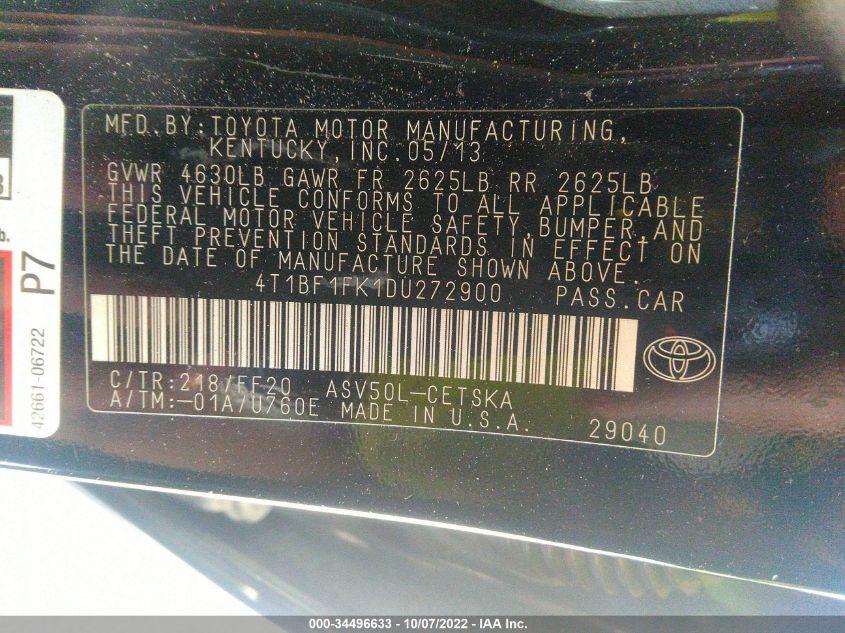 MFD.BY:TOYOTA MOTOR MANUFACTURING,
KENTUCKY,INC.05/13
GVWR 4630LB GAWR FR 2625LB RR 2625LB
THIS VEHICLE CONFORMS TO ALL APPLICABLE
FEDERAL MOTOR VEHICLE SAFETY,BUMPER,AND
THEFT PREVENTION STANDARDS IN EFFECT ON
THE DATE OF MANUFACTURE SHOWN ABOVE.
4T1BF1FK1DU272900 PASS.CAR
C/TR:218/FF20 ASV50L-CETSKA
A/TM:-01A/U760E MADE IN U.S.A.
29040
b.
P7
42661-06722
000-34496633 - 10/07/2022 - IAA Inc.